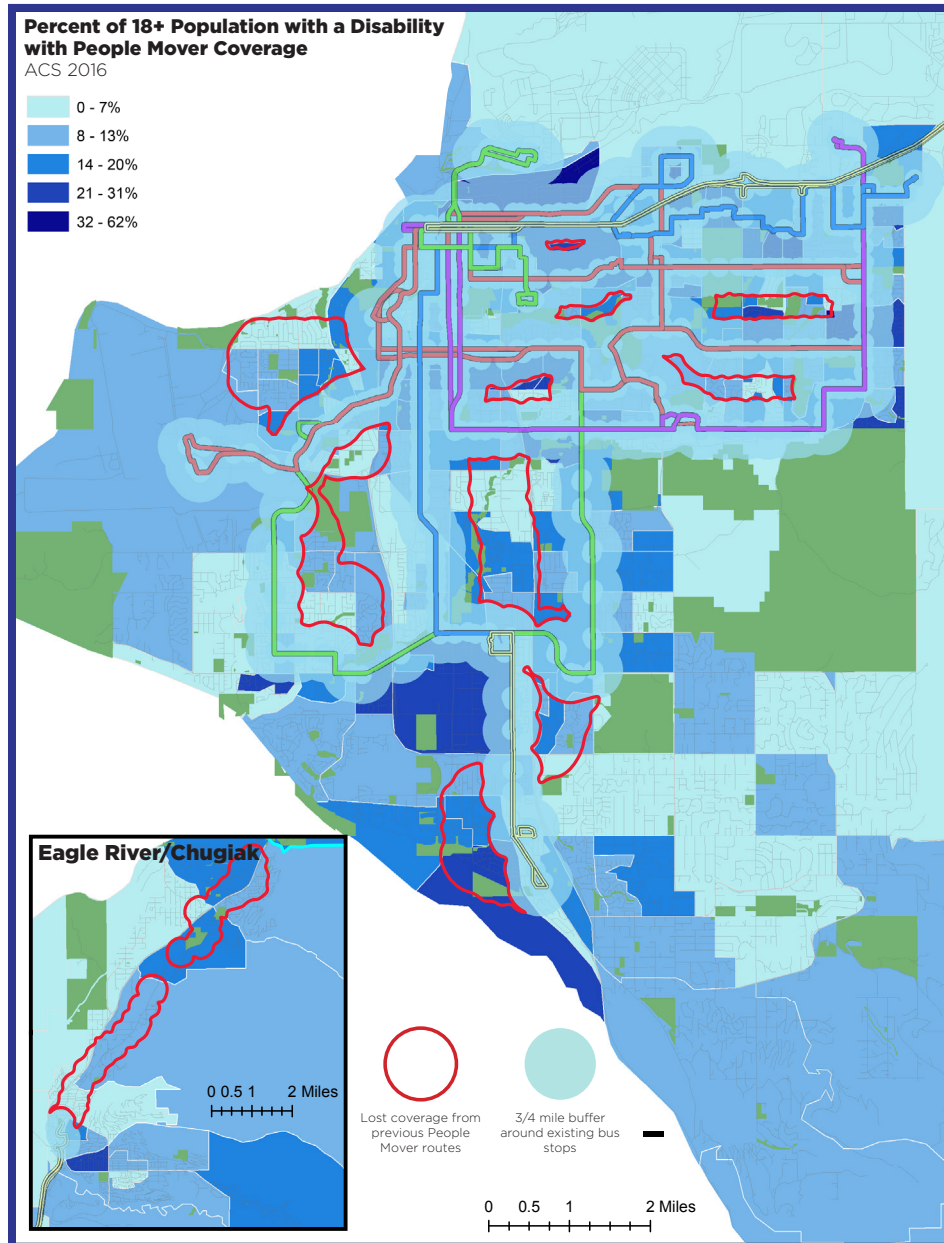 Percent of 18+ Population with a Disability
with People Mover Coverage
ACS 2016
0 - 7%
8 - 13%
14 - 20%
21 - 31%
32 - 62%
Eagle River/Chugiak
0 0.5 1 2 Miles
Lost coverage from
previous People
Mover routes
3/4 mile buffer
around existing bus
stops
0 0.5 1 2 Miles